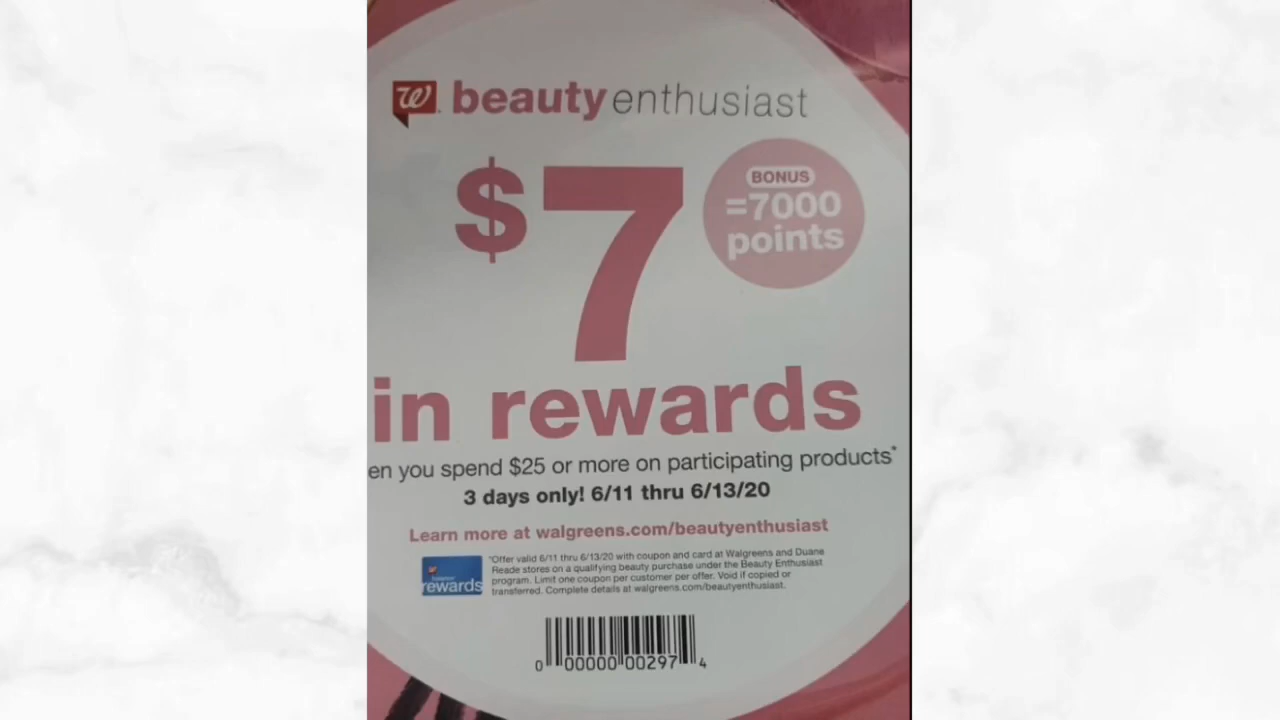 beautyenthusiast
$7
BONUS
=7000
points
in rewards
en you spend $25 or more on participating products*
3 days only! 6/11 thru 6/13/20
Learn more at walgreens.com/beautyenthusiast
rewards
*Offer valid 6/11 thru 6/13/20 with coupon and card at Walgreens and Duane
Reade stores on a qualifying beauty purchase under the Beauty Enthusiast
program. Limit one coupon per customer per offer. Void if copied or
transferred. Complete details at walgreens.com/beautyenthusiast.
0 00000 00297 4